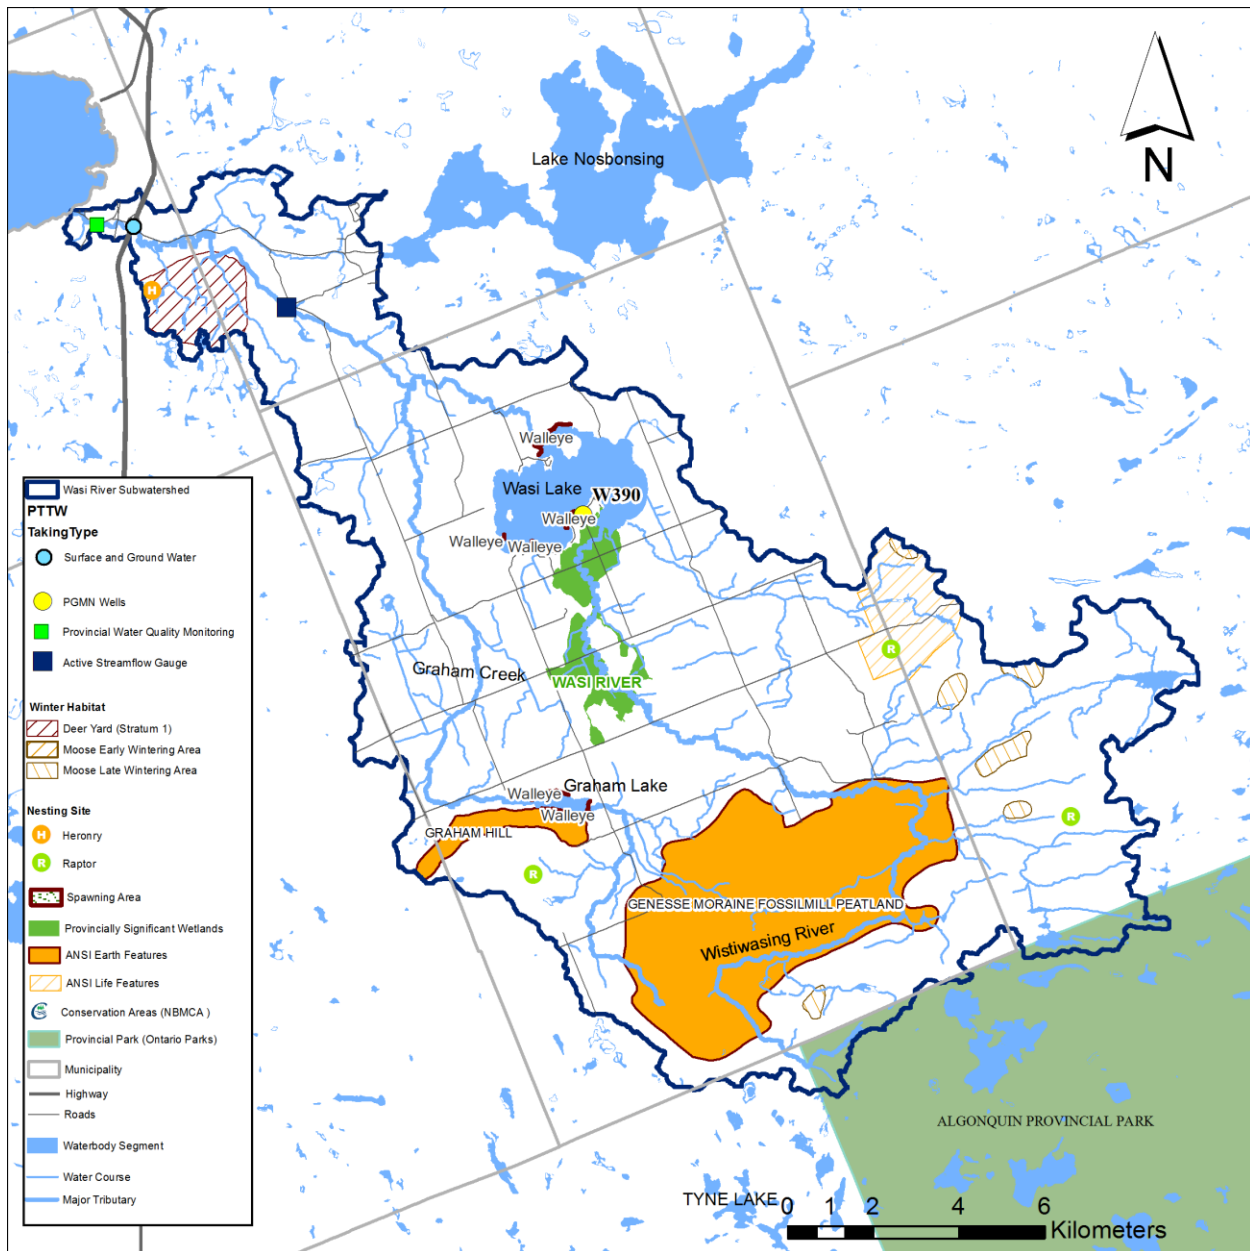 Lake Nosbonsing
N
H
Walleye
Wasi Lake
W390
Walleye
Walleye
Walleye
Graham Creek
WASI RIVER
R
Graham Lake
Walleye
Walleye
GRAHAM HILL
R
R
GENESSE MORAINE FOSSILMILL PEATLAND
Wistiwasing River
ALGONQUIN PROVINCIAL PARK
TYNE LAKE
0 1 2 4 6
Kilometers
Wasi River Subwatershed
PTTW
TakingType
Surface and Ground Water
PGMN Wells
Provincial Water Quality Monitoring
Active Streamflow Gauge
Winter Habitat
Deer Yard (Stratum 1)
Moose Early Wintering Area
Moose Late Wintering Area
Nesting Site
H Heronry
R Raptor
Spawning Area
Provincially Significant Wetlands
ANSI Earth Features
ANSI Life Features
Conservation Areas (NBMCA )
Provincial Park (Ontario Parks)
Municipality
Highway
Roads
Waterbody Segment
Water Course
Major Tributary